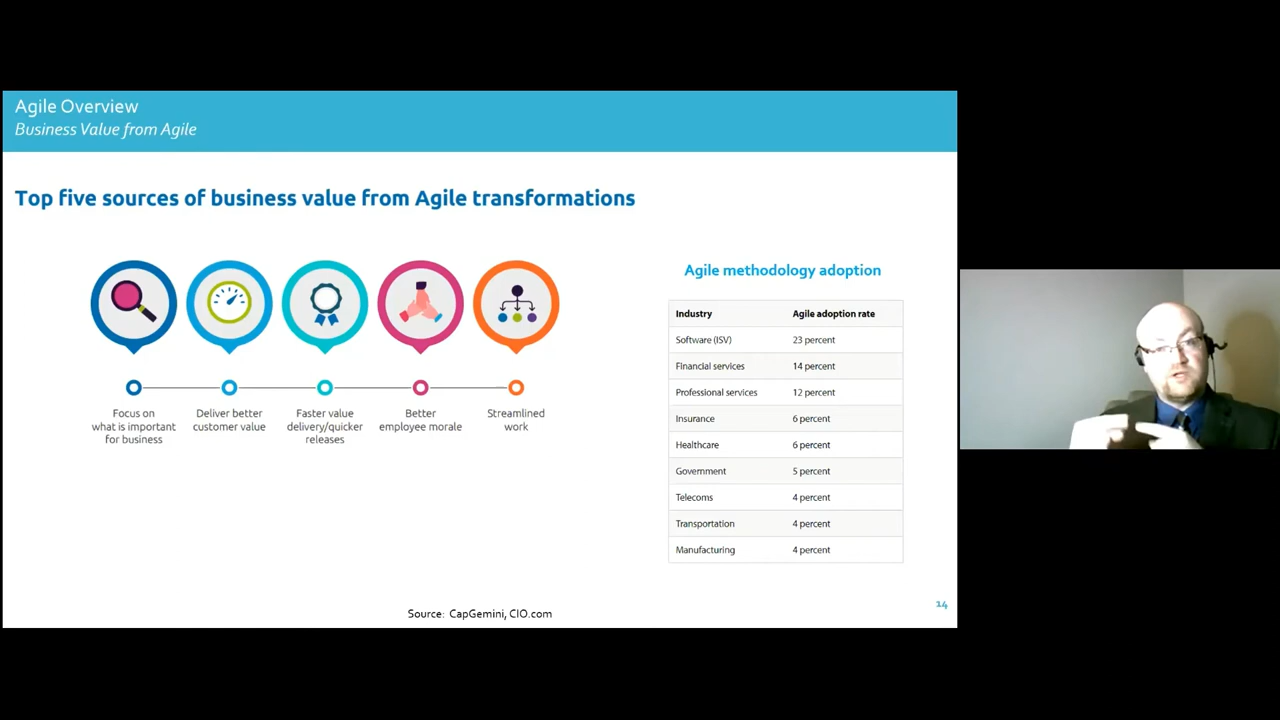 Agile Overview
Business Value from Agile
Top five sources of business value from Agile transformations
Focus on
what is important
for business
Deliver better
customer value
Faster value
delivery/quicker
releases
Better
employee morale
Streamlined
work
Agile methodology adoption
Industry Agile adoption rate
Software (ISV) 23 percent
Financial services 14 percent
Professional services 12 percent
Insurance 6 percent
Healthcare 6 percent
Government 5 percent
Telecoms 4 percent
Transportation 4 percent
Manufacturing 4 percent
Source: CapGemini, CIO.com
14